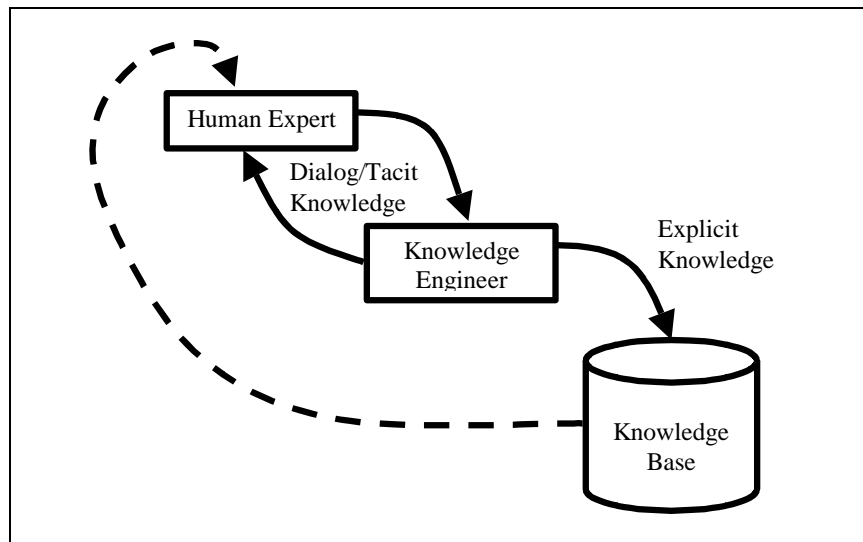 Human Expert
Dialog/Tacit
Knowledge
Knowledge
Engineer
Explicit
Knowledge
Knowledge
Base